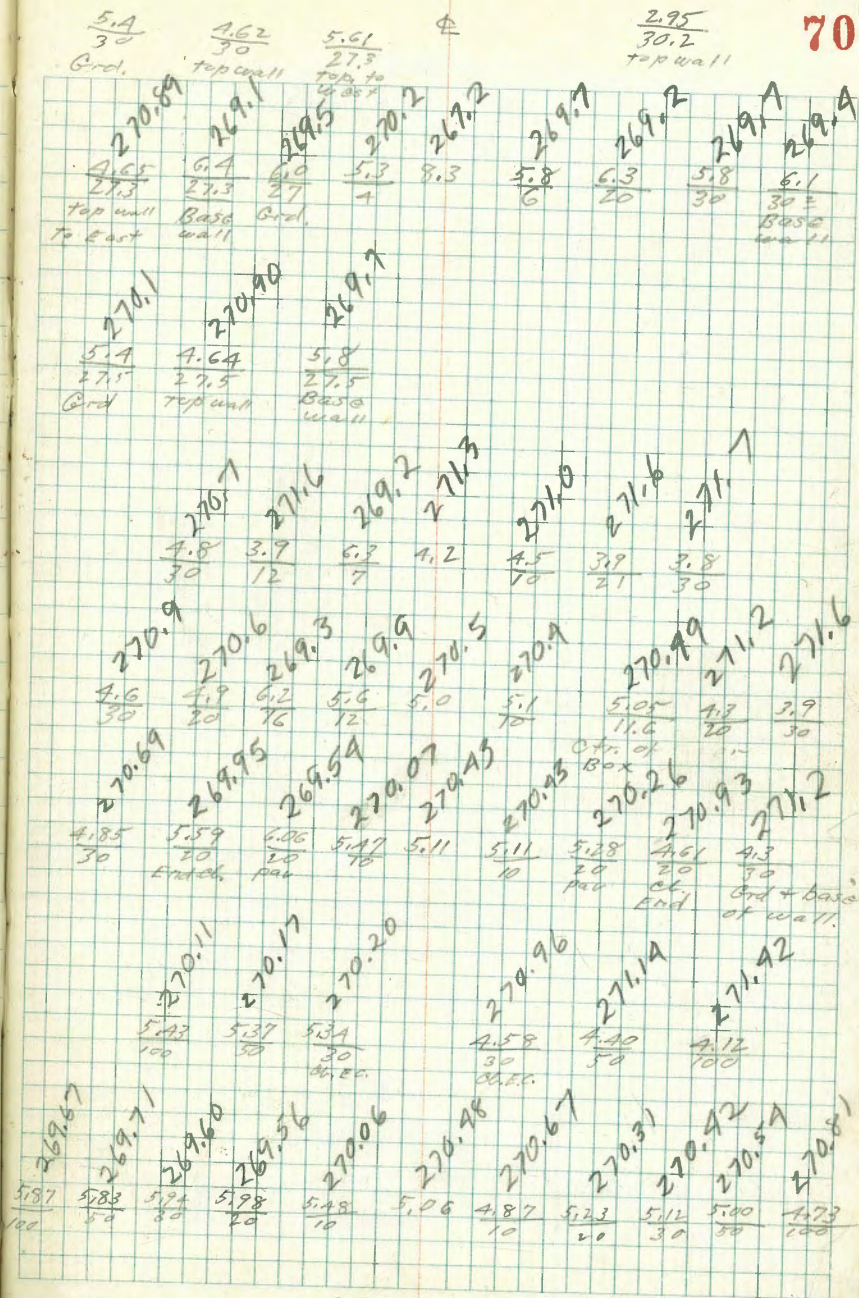 70
5.4 4.62 5.61 ℄ 2.95
30 30 27.3 30.2
Grd. top wall top, to west top wall
270.89 269.1 269.5 270.2 267.2 269.7 269.2 269.7 269.4
4.65 6.4 6.0 5.3 8.3 5.8 6.3 5.8 6.1
27.3 27.3 27 4 6 20 30 30.2
top wall Base Grd. Base
To East wall wall
270.1 270.90 269.7
5.4 4.64 5.8
27.5 27.5 27.5
Grd top wall Base
wall
270.7 271.6 269.2 271.3 271.0 271.6 271.7
4.8 3.9 6.3 4.2 4.5 3.9 3.8
30 12 7 10 21 30
270.9 270.6 269.3 269.9 270.5 270.4 270.49 271.2 271.6
4.6 4.9 6.2 5.6 5.0 5.1 5.05 4.3 3.9
30 20 16 12 10 11.6 20 30
Ctr. of
Box
270.69 269.95 269.54 270.07 270.43 270.43 270.26 270.93 271.2
4.85 5.59 6.06 5.47 5.11 5.11 5.28 4.61 4.3
30 20 20 10 10 20 20 30
End cb. pav pav cb. Grd + base
End of wall.
270.11 270.17 270.20 270.96 271.14 271.42
5.43 5.37 5.34 4.58 4.40 4.12
100 50 30 30 50 100
cb. E.C. cb. E.C.
269.67 269.71 269.60 269.56 270.06 270.48 270.67 270.31 270.42 270.54 270.81
5.87 5.83 5.94 5.98 5.48 5.06 4.87 5.23 5.12 5.00 4.73
100 50 30 20 10 10 20 30 50 100